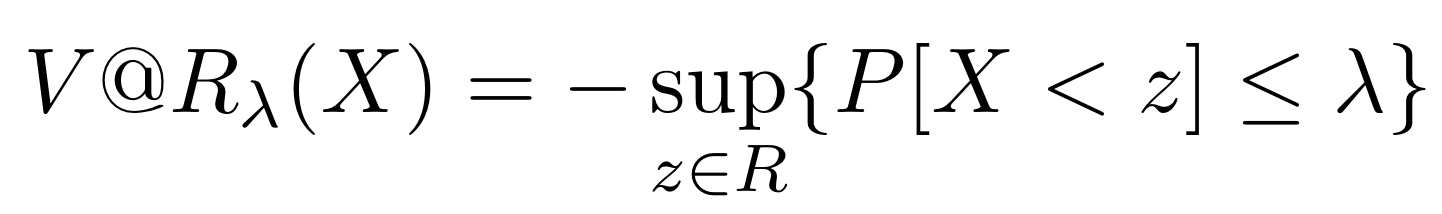 V@R_λ(X) = − sup_{z∈R} {P[X < z] ≤ λ}